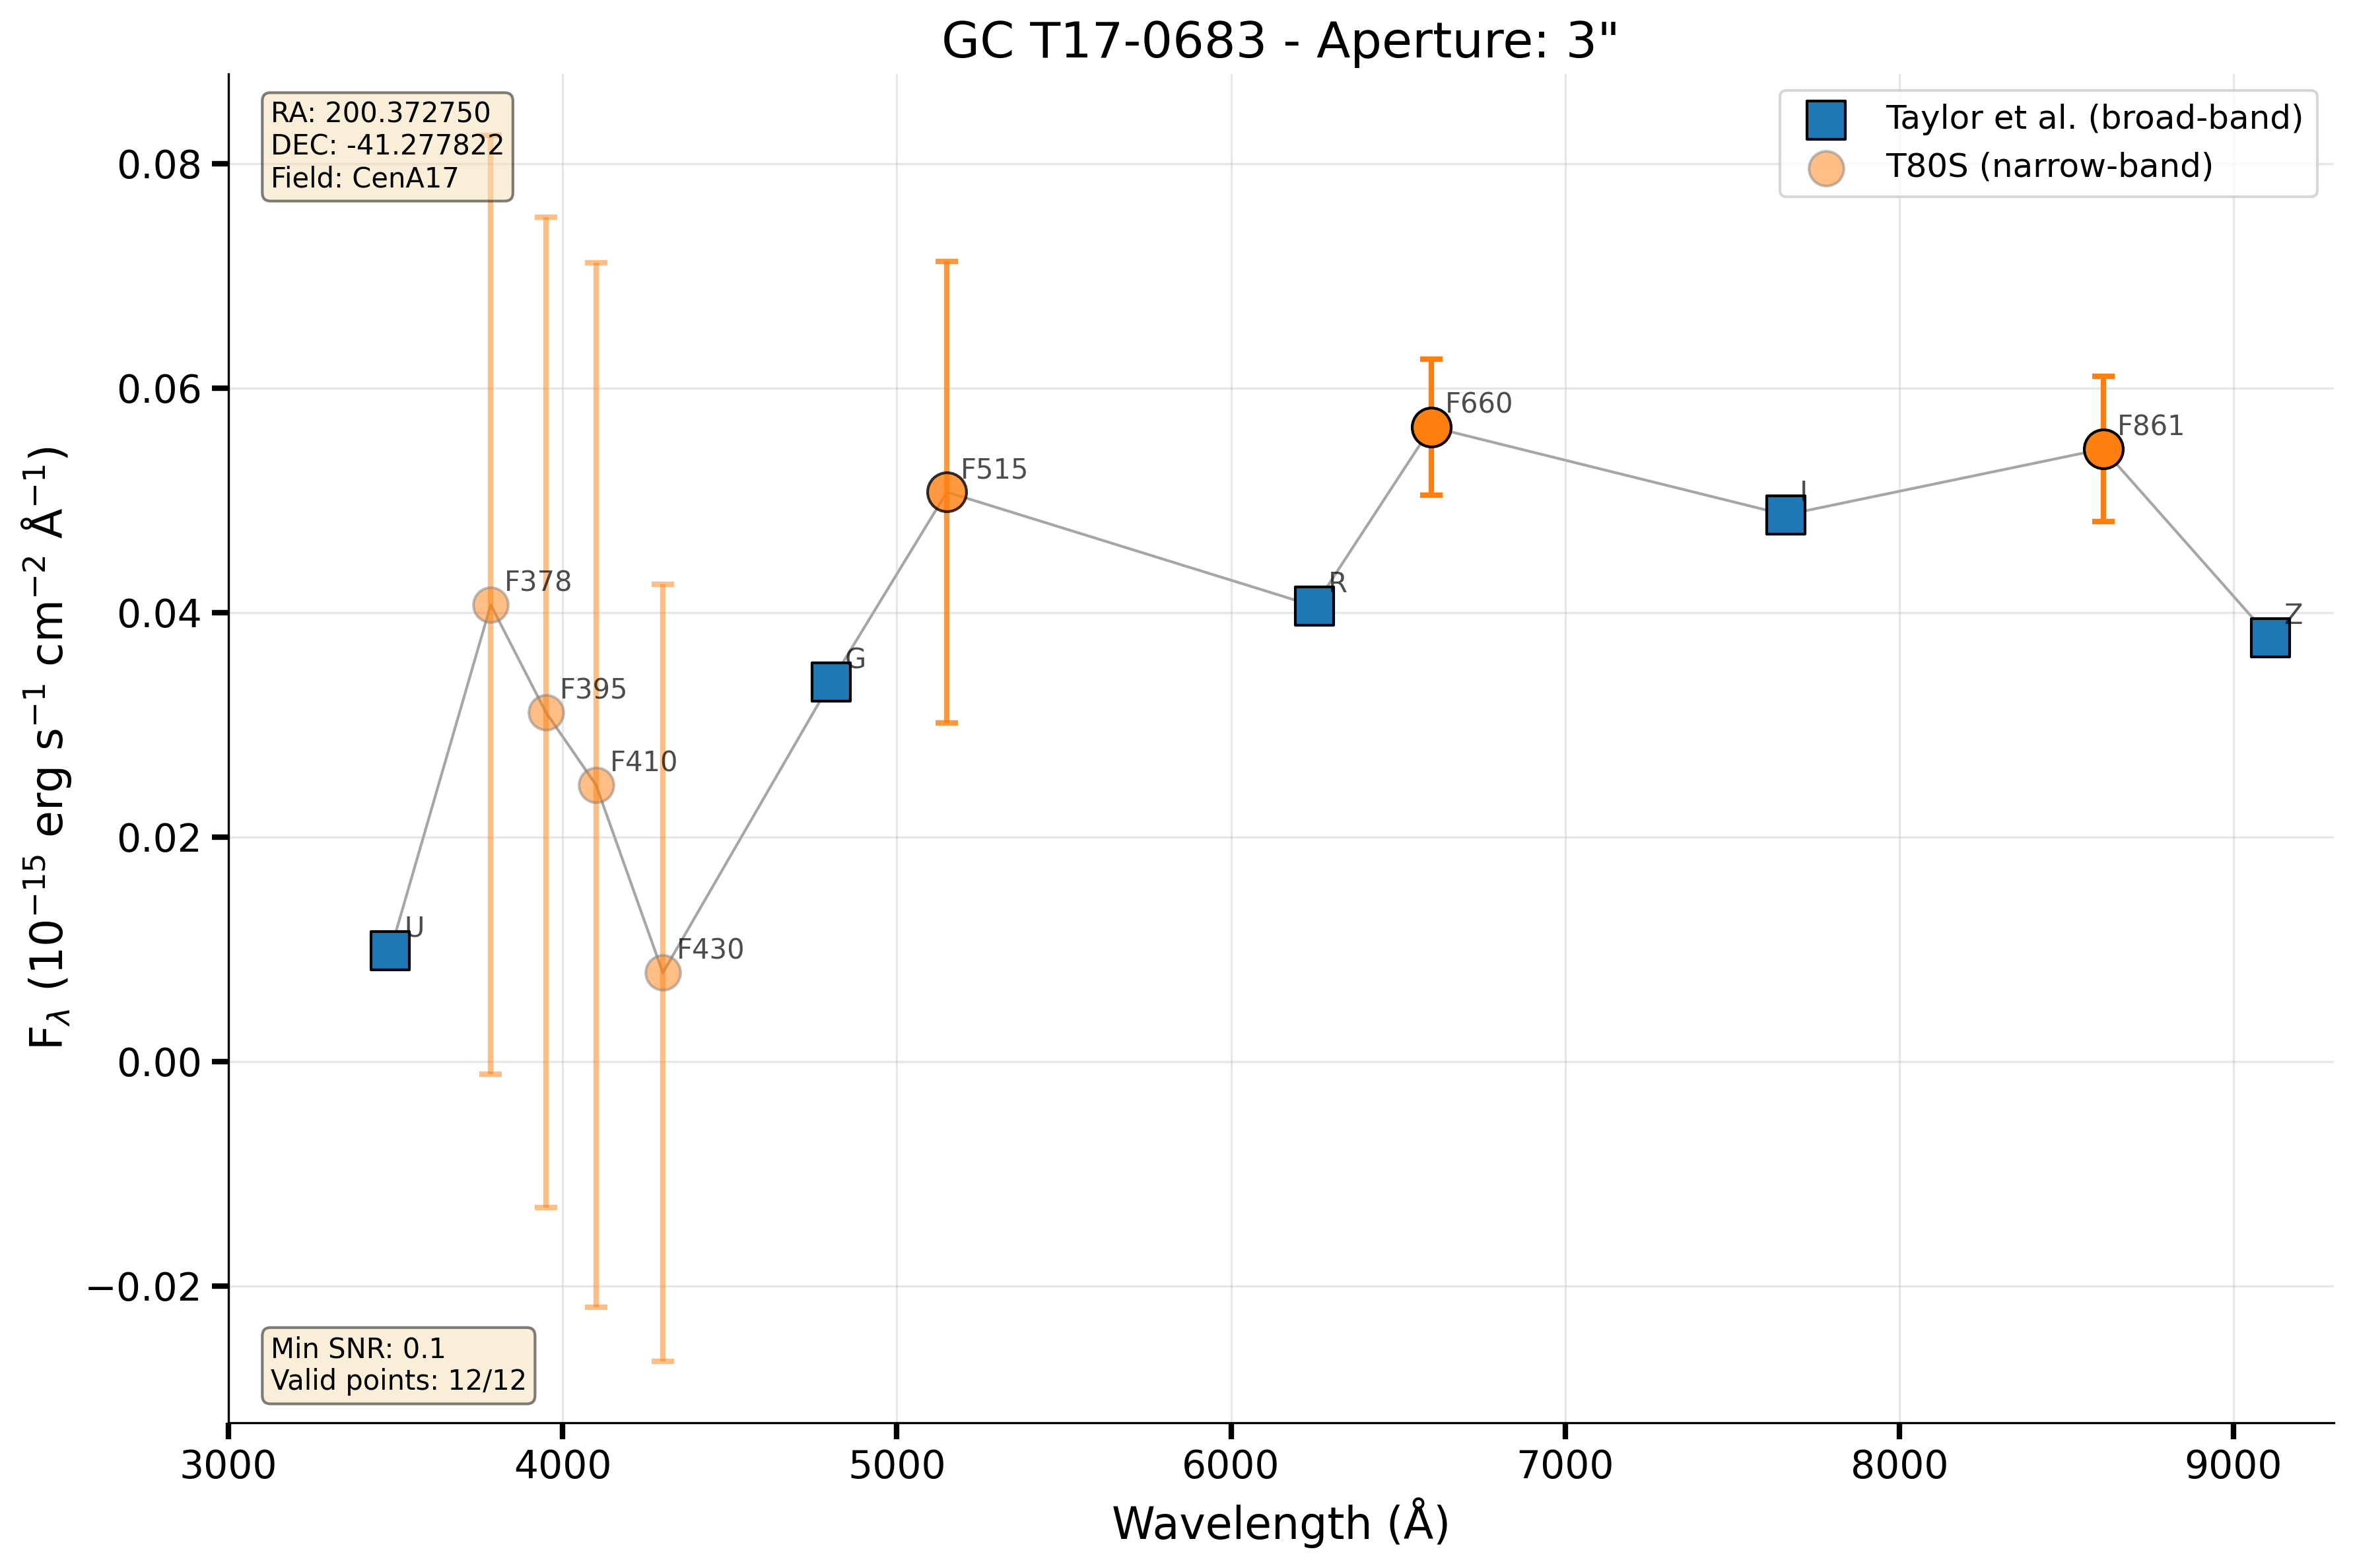 GC T17-0683 - Aperture: 3"
RA: 200.372750
DEC: -41.277822
Field: CenA17
Taylor et al. (broad-band)
T80S (narrow-band)
0.08
0.06
0.04
0.02
0.00
−0.02
F$_λ$ (10$^{−15}$ erg s$^{−1}$ cm$^{−2}$ Å$^{−1}$)
U
F378
F395
F410
F430
G
F515
R
F660
I
F861
Z
Min SNR: 0.1
Valid points: 12/12
3000 4000 5000 6000 7000 8000 9000
Wavelength (Å)